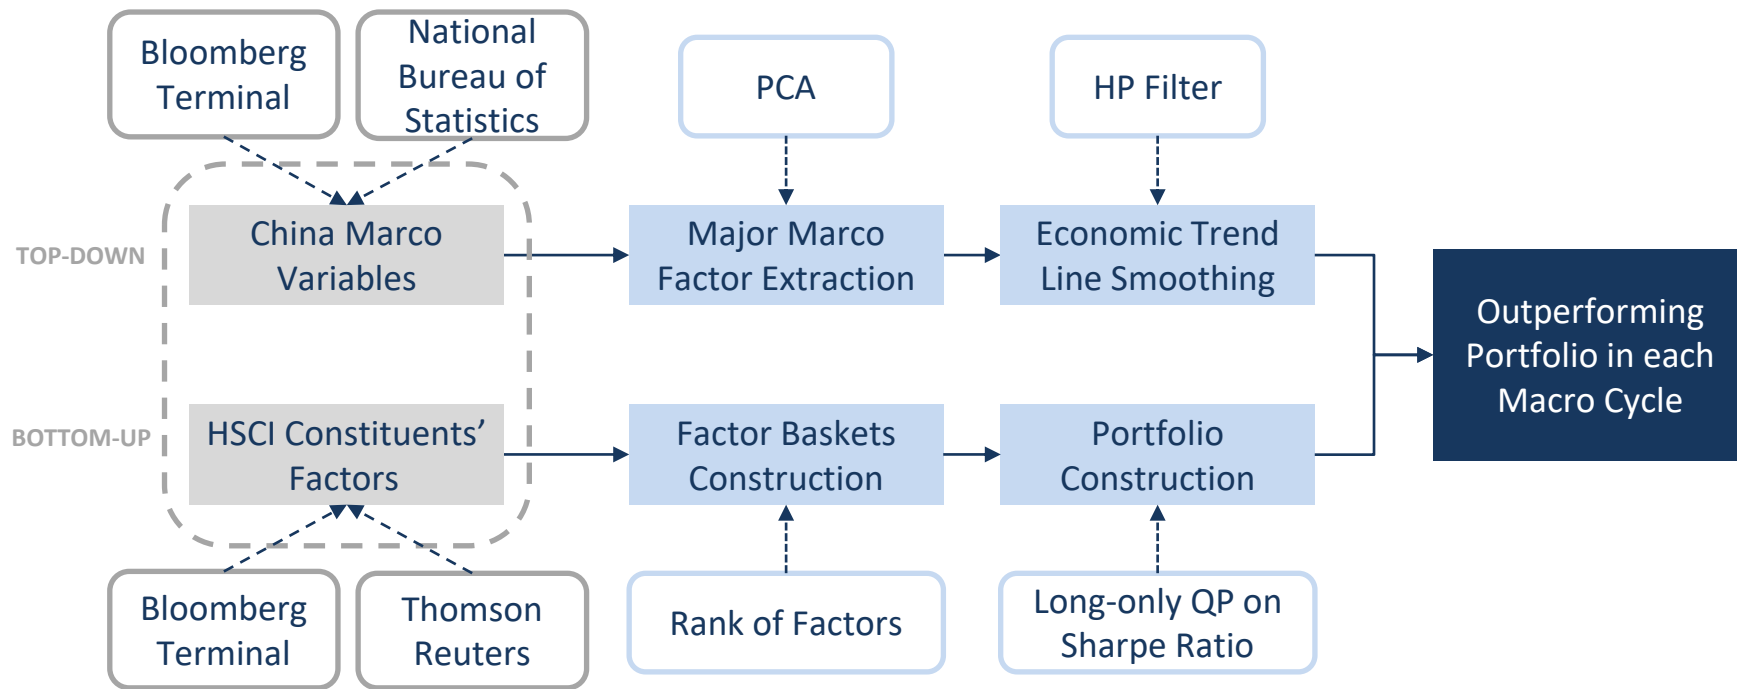 Bloomberg
Terminal
National
Bureau of
Statistics
PCA
HP Filter
TOP-DOWN
China Marco
Variables
Major Marco
Factor Extraction
Economic Trend
Line Smoothing
Outperforming
Portfolio in each
Macro Cycle
BOTTOM-UP
HSCI Constituents’
Factors
Factor Baskets
Construction
Portfolio
Construction
Bloomberg
Terminal
Thomson
Reuters
Rank of Factors
Long-only QP on
Sharpe Ratio